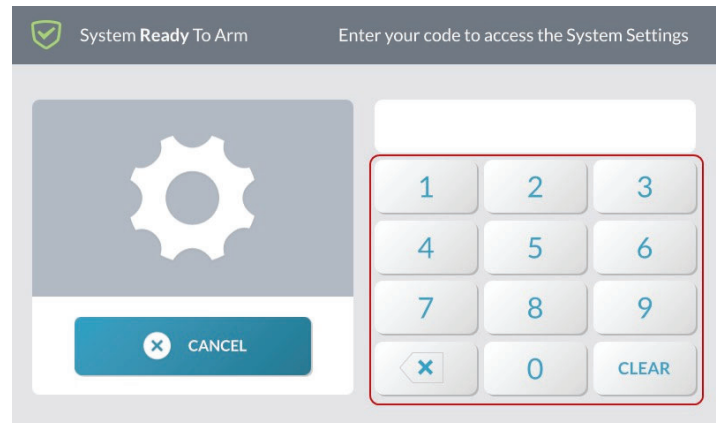 System Ready To Arm
Enter your code to access the System Settings
1 2 3
4 5 6
7 8 9
0 CLEAR
CANCEL